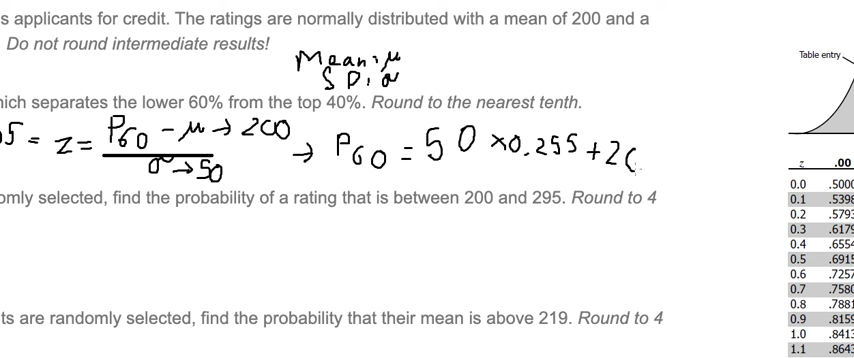 s applicants for credit. The ratings are normally distributed with a mean of 200 and a
Do not round intermediate results!
Mean: μ
S D: σ
Table entry
hich separates the lower 60% from the top 40%. Round to the nearest tenth.
5 = z = P60 - μ → 200
σ → 50
→ P60 = 50 × 0.255 + 20
omly selected, find the probability of a rating that is between 200 and 295. Round to 4
ts are randomly selected, find the probability that their mean is above 219. Round to 4
z .00
0.0 .5000
0.1 .5398
0.2 .5793
0.3 .6179
0.4 .6554
0.5 .6915
0.6 .7257
0.7 .7580
0.8 .7881
0.9 .8159
1.0 .8413
1.1 .8643